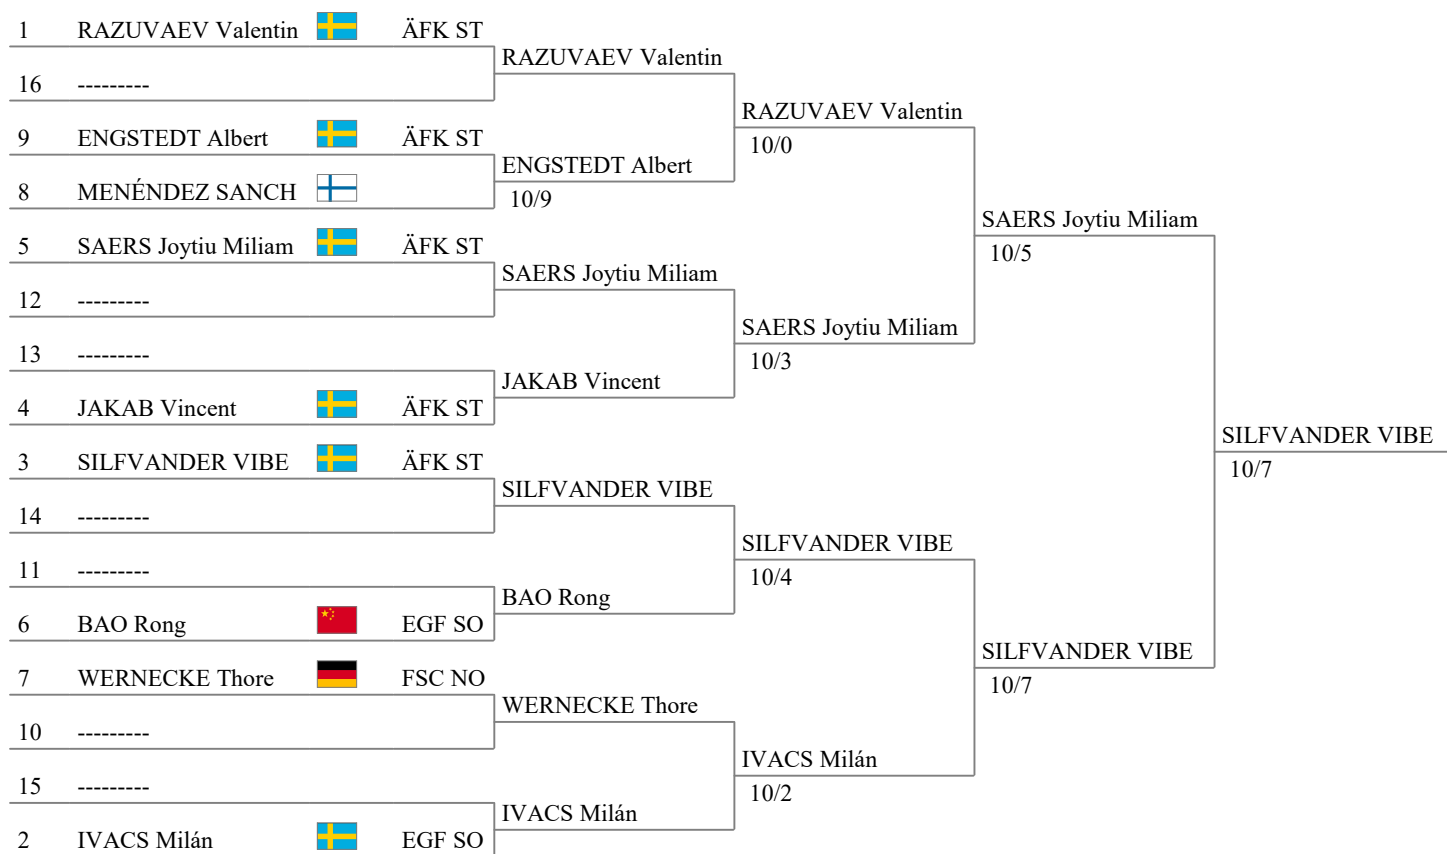 1 RAZUVAEV Valentin ÄFK ST
16 ---------
9 ENGSTEDT Albert ÄFK ST
8 MENÉNDEZ SANCH
5 SAERS Joytiu Miliam ÄFK ST
12 ---------
13 ---------
4 JAKAB Vincent ÄFK ST
3 SILFVANDER VIBE ÄFK ST
14 ---------
11 ---------
6 BAO Rong EGF SO
7 WERNECKE Thore FSC NO
10 ---------
15 ---------
2 IVACS Milán EGF SO
RAZUVAEV Valentin
ENGSTEDT Albert
10/9
SAERS Joytiu Miliam
JAKAB Vincent
SILFVANDER VIBE
BAO Rong
WERNECKE Thore
IVACS Milán
RAZUVAEV Valentin
10/0
SAERS Joytiu Miliam
10/3
SILFVANDER VIBE
10/4
IVACS Milán
10/2
SAERS Joytiu Miliam
10/5
SILFVANDER VIBE
10/7
SILFVANDER VIBE
10/7